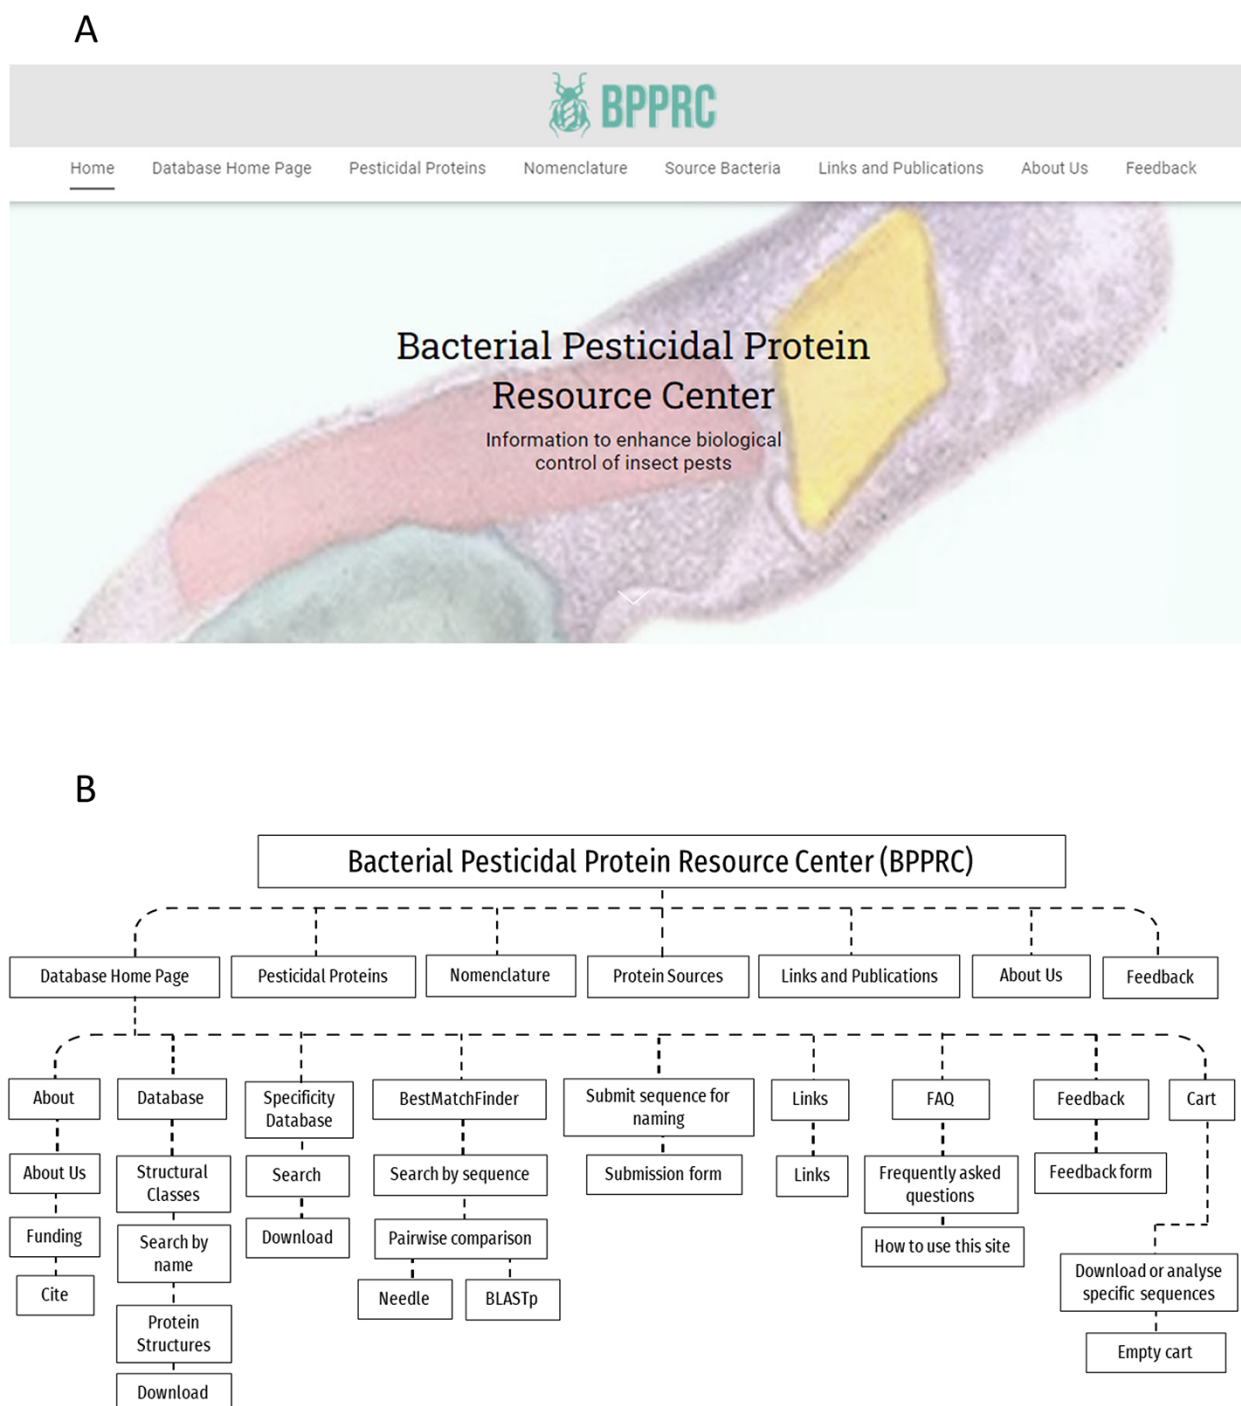 A
BPPRC
Home Database Home Page Pesticidal Proteins Nomenclature Source Bacteria Links and Publications About Us Feedback
Bacterial Pesticidal Protein
Resource Center
Information to enhance biological
control of insect pests
B
Bacterial Pesticidal Protein Resource Center (BPPRC)
Database Home Page
Pesticidal Proteins
Nomenclature
Protein Sources
Links and Publications
About Us
Feedback
About
About Us
Funding
Cite
Database
Structural
Classes
Search by
name
Protein
Structures
Download
Specificity
Database
Search
Download
BestMatchFinder
Search by sequence
Pairwise comparison
Needle
BLASTp
Submit sequence for
naming
Submission form
Links
Links
FAQ
Frequently asked
questions
How to use this site
Feedback
Feedback form
Cart
Download or analyse
specific sequences
Empty cart